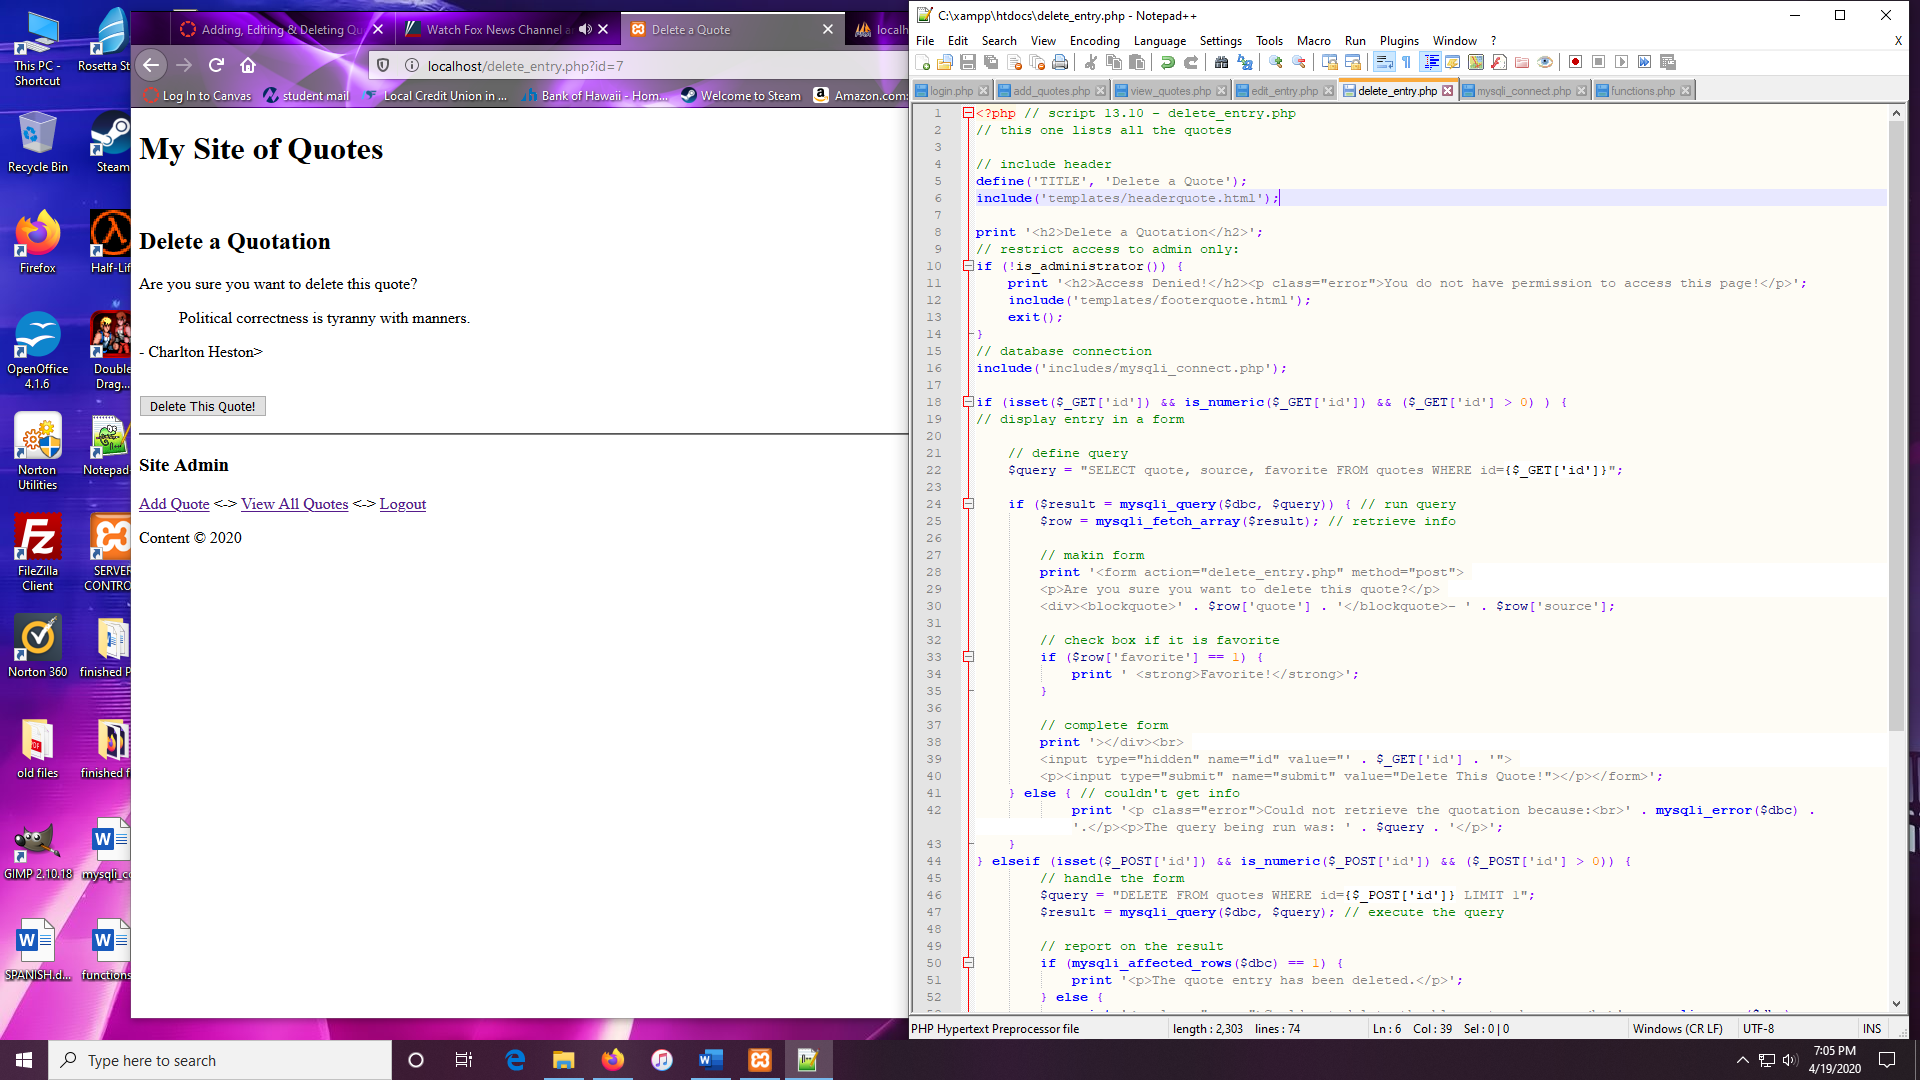 This PC - Shortcut
Rosetta St
Recycle Bin
Steam
Firefox
Half-Lif
OpenOffice 4.1.6
Double Drag...
Norton Utilities
Notepad-
FileZilla Client
SERVER CONTRO
Norton 360
finished P
old files
finished f
GIMP 2.10.18
mysqli_co
SPANISH.d...
functions
Adding, Editing & Deleting Qu
Watch Fox News Channel a
Delete a Quote
localh
localhost/delete_entry.php?id=7
Log In to Canvas
student mail
Local Credit Union in ...
Bank of Hawaii - Hom...
Welcome to Steam
Amazon.com:
My Site of Quotes
Delete a Quotation
Are you sure you want to delete this quote?
Political correctness is tyranny with manners.
- Charlton Heston>
Delete This Quote!
Site Admin
Add Quote <-> View All Quotes <-> Logout
Content © 2020
C:\xampp\htdocs\delete_entry.php - Notepad++
File Edit Search View Encoding Language Settings Tools Macro Run Plugins Window ? X
login.php add_quotes.php view_quotes.php edit_entry.php delete_entry.php mysqli_connect.php functions.php
1 <?php // script 13.10 - delete_entry.php
2 // this one lists all the quotes
3
4 // include header
5 define('TITLE', 'Delete a Quote');
6 include('templates/headerquote.html');
7
8 print '<h2>Delete a Quotation</h2>';
9 // restrict access to admin only:
10 if (!is_administrator()) {
11 print '<h2>Access Denied!</h2><p class="error">You do not have permission to access this page!</p>';
12 include('templates/footerquote.html');
13 exit();
14 }
15 // database connection
16 include('includes/mysqli_connect.php');
17
18 if (isset($_GET['id']) && is_numeric($_GET['id']) && ($_GET['id'] > 0) ) {
19 // display entry in a form
20
21 // define query
22 $query = "SELECT quote, source, favorite FROM quotes WHERE id={$_GET['id']}";
23
24 if ($result = mysqli_query($dbc, $query)) { // run query
25 $row = mysqli_fetch_array($result); // retrieve info
26
27 // makin form
28 print '<form action="delete_entry.php" method="post">
29 <p>Are you sure you want to delete this quote?</p>
30 <div><blockquote>' . $row['quote'] . '</blockquote>- ' . $row['source'];
31
32 // check box if it is favorite
33 if ($row['favorite'] == 1) {
34 print ' <strong>Favorite!</strong>';
35 }
36
37 // complete form
38 print '></div><br>
39 <input type="hidden" name="id" value="' . $_GET['id'] . '">
40 <p><input type="submit" name="submit" value="Delete This Quote!"></p></form>';
41 } else { // couldn't get info
42 print '<p class="error">Could not retrieve the quotation because:<br>' . mysqli_error($dbc) .
'.</p><p>The query being run was: ' . $query . '</p>';
43 }
44 } elseif (isset($_POST['id']) && is_numeric($_POST['id']) && ($_POST['id'] > 0)) {
45 // handle the form
46 $query = "DELETE FROM quotes WHERE id={$_POST['id']} LIMIT 1";
47 $result = mysqli_query($dbc, $query); // execute the query
48
49 // report on the result
50 if (mysqli_affected_rows($dbc) == 1) {
51 print '<p>The quote entry has been deleted.</p>';
52 } else {
PHP Hypertext Preprocessor file length : 2,303 lines : 74 Ln : 6 Col : 39 Sel : 0 | 0 Windows (CR LF) UTF-8 INS
Type here to search
7:05 PM
4/19/2020